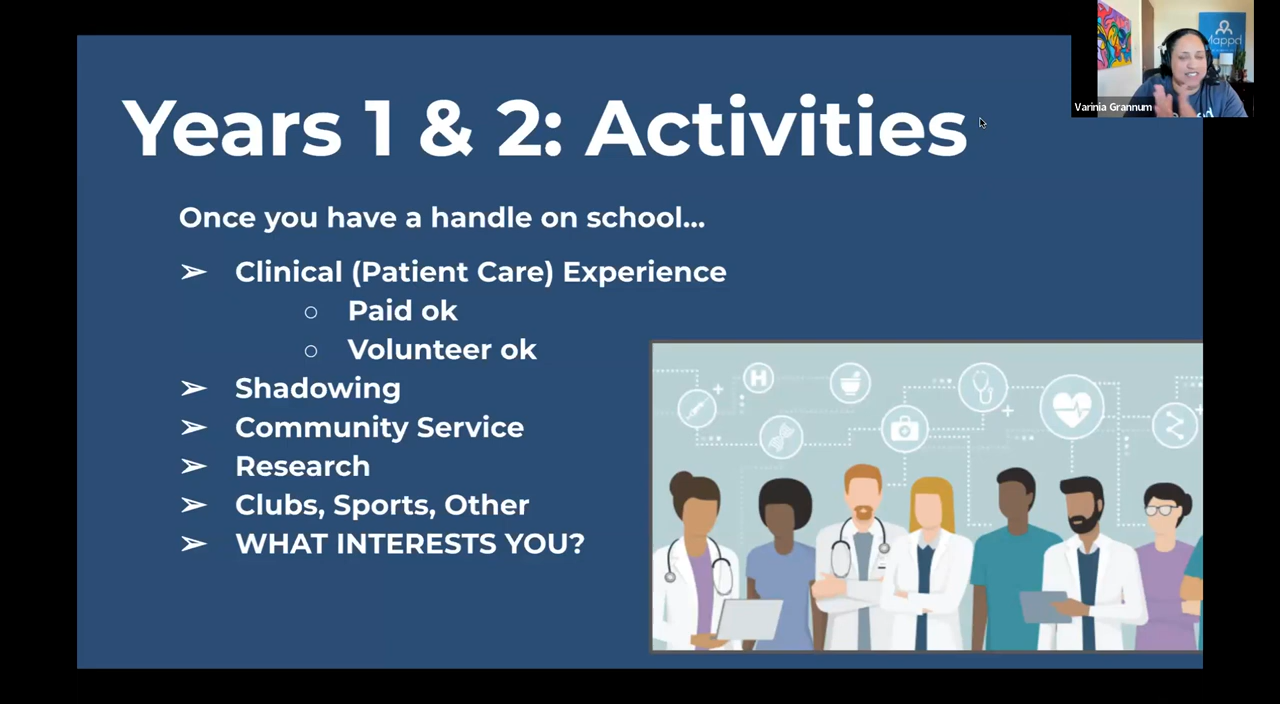 Mappd
Varinia Grannum
Years 1 & 2: Activities
Once you have a handle on school...
➢ Clinical (Patient Care) Experience
○ Paid ok
○ Volunteer ok
➢ Shadowing
➢ Community Service
➢ Research
➢ Clubs, Sports, Other
➢ WHAT INTERESTS YOU?
H